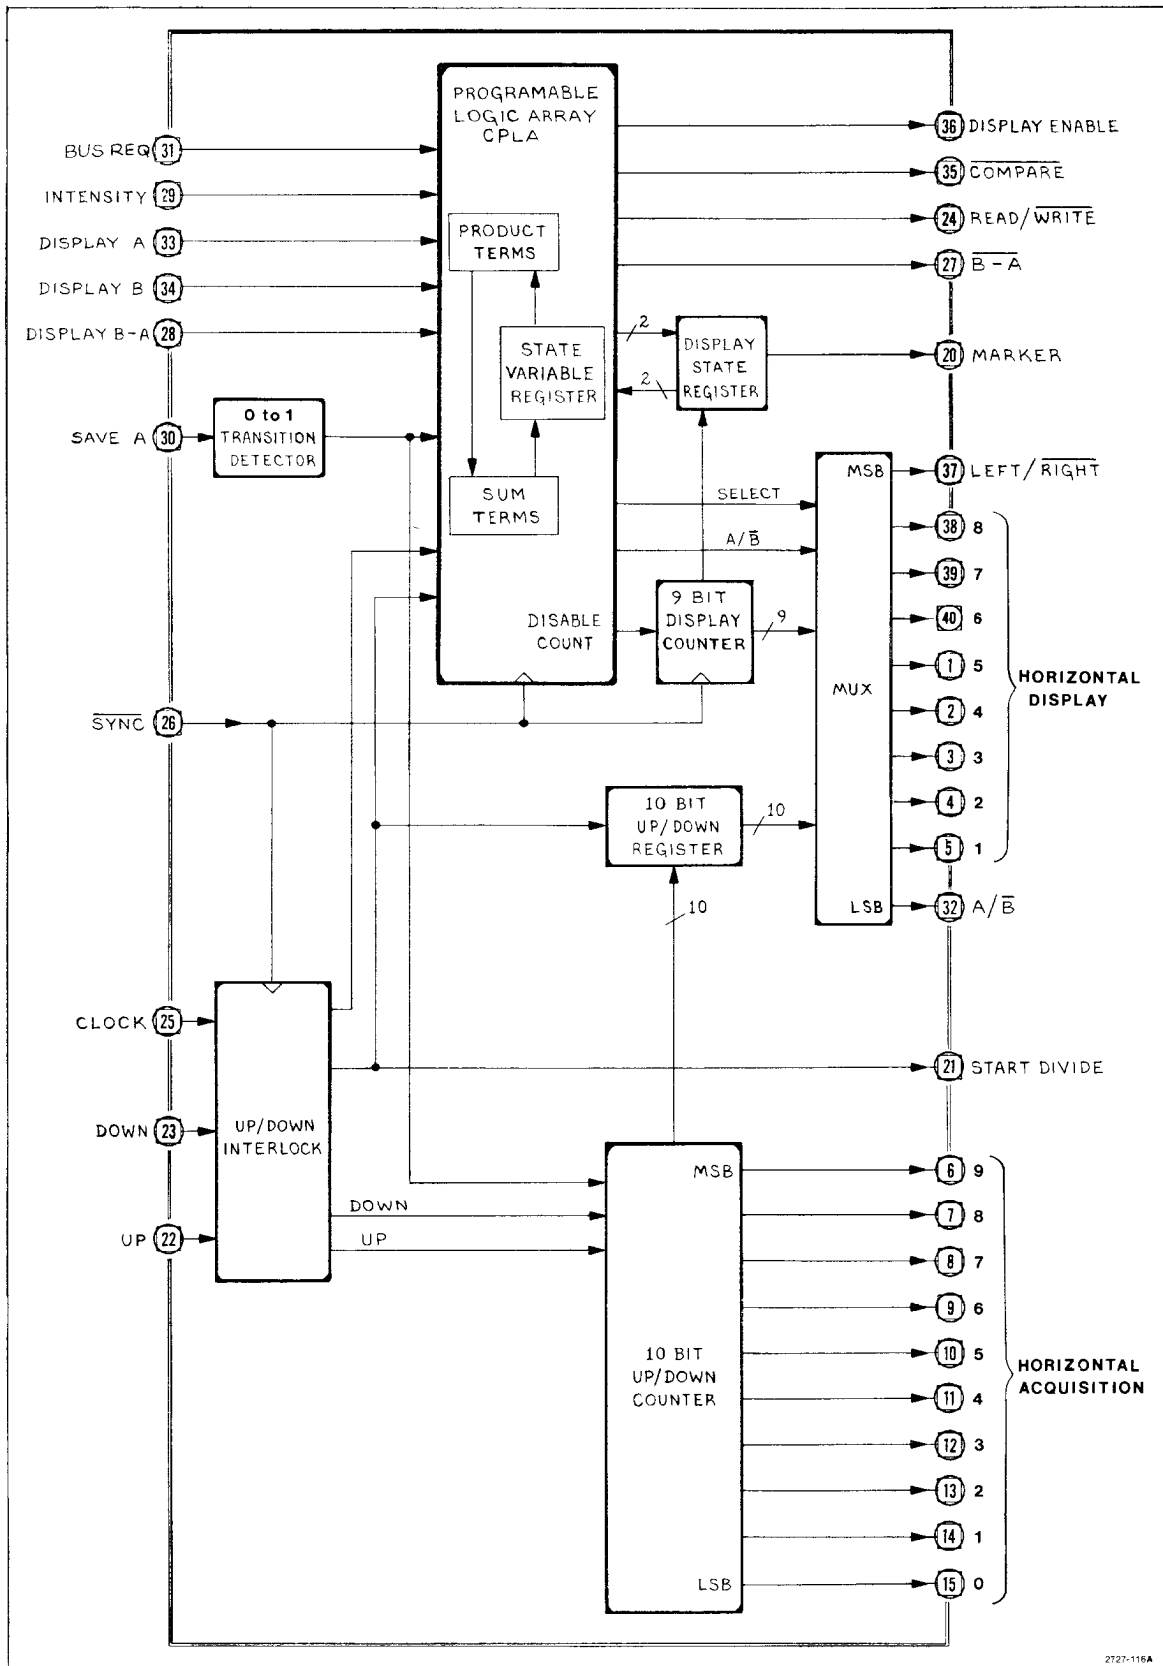 PROGRAMABLE
LOGIC ARRAY
CPLA
BUS REQ 31
INTENSITY 29
DISPLAY A 33
DISPLAY B 34
DISPLAY B-A 28
SAVE A 30
0 to 1
TRANSITION
DETECTOR
PRODUCT
TERMS
STATE
VARIABLE
REGISTER
SUM
TERMS
DISABLE
COUNT
2
2
DISPLAY
STATE
REGISTER
SELECT
A/B̅
9 BIT
DISPLAY
COUNTER
9
36 DISPLAY ENABLE
35 C̅O̅M̅P̅A̅R̅E̅
24 READ/W̅R̅I̅T̅E̅
27 B̅-̅A̅
20 MARKER
MSB
37 LEFT/R̅I̅G̅H̅T̅
38 8
39 7
40 6
1 5
2 4
3 3
4 2
5 1
HORIZONTAL
DISPLAY
MUX
LSB
32 A/B̅
S̅Y̅N̅C̅ 26
10 BIT
UP/DOWN
REGISTER
10
10
CLOCK 25
DOWN 23
UP 22
UP/DOWN
INTERLOCK
DOWN
UP
21 START DIVIDE
MSB
10 BIT
UP/DOWN
COUNTER
LSB
6 9
7 8
8 7
9 6
10 5
11 4
12 3
13 2
14 1
15 0
HORIZONTAL
ACQUISITION
2727-116A